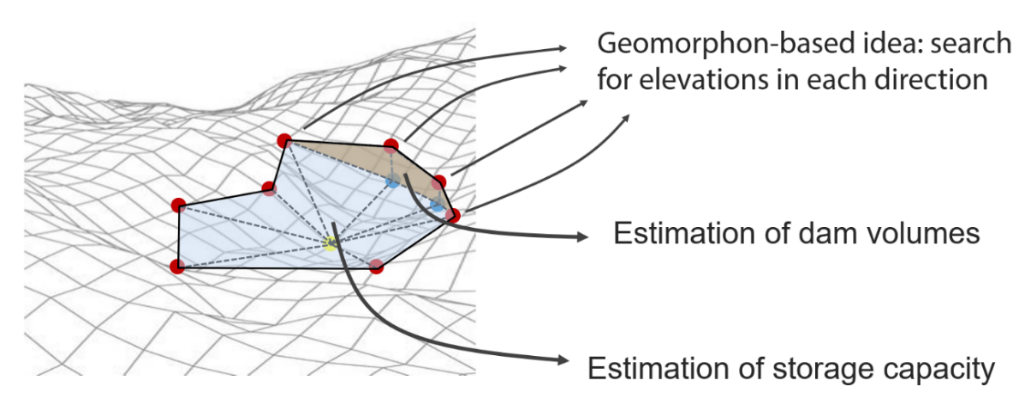 Geomorphon-based idea: search
for elevations in each direction
Estimation of dam volumes
Estimation of storage capacity